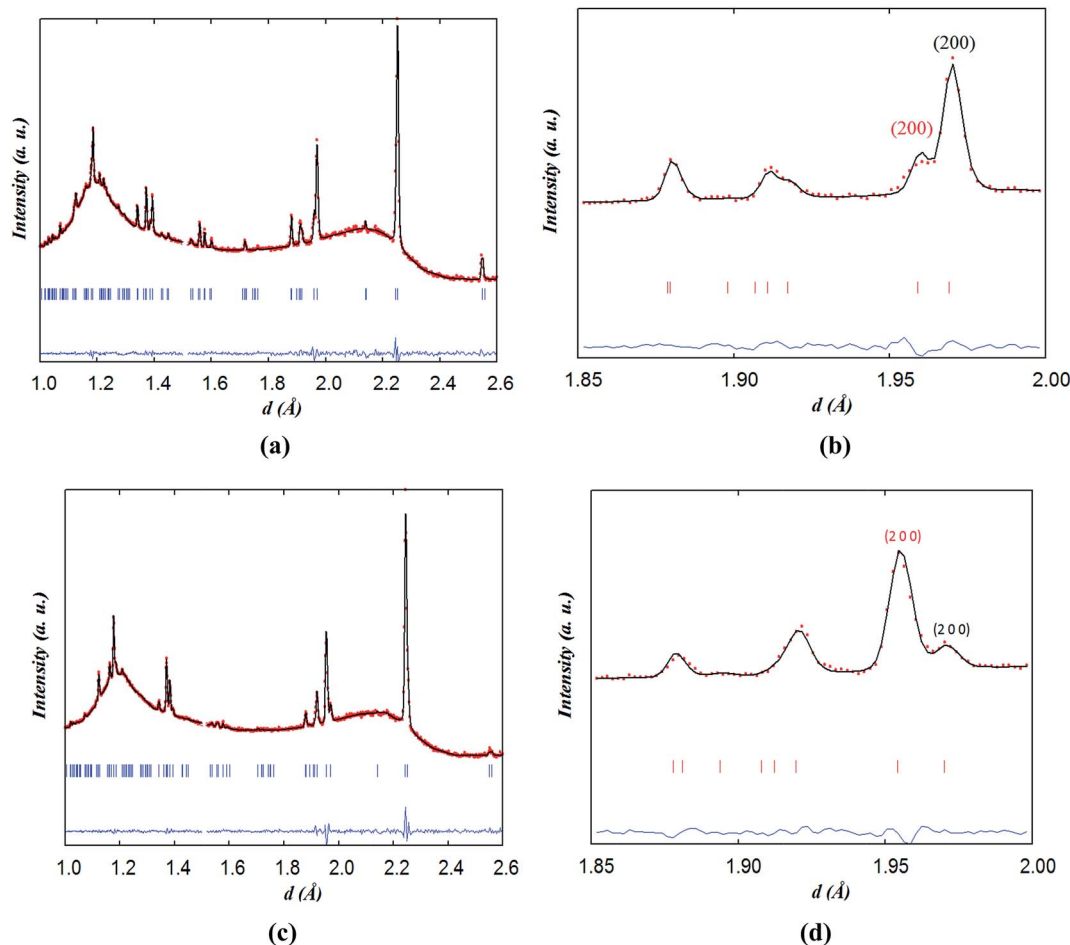 Intensity (a. u.)
1.0 1.2 1.4 1.6 1.8 2.0 2.2 2.4 2.6
d (Å)
(a)
Intensity (a. u.)
(200)
(200)
1.85 1.90 1.95 2.00
d (Å)
(b)
Intensity (a. u.)
1.0 1.2 1.4 1.6 1.8 2.0 2.2 2.4 2.6
d (Å)
(c)
Intensity (a. u.)
(2 0 0)
(2 0 0)
1.85 1.90 1.95 2.00
d (Å)
(d)